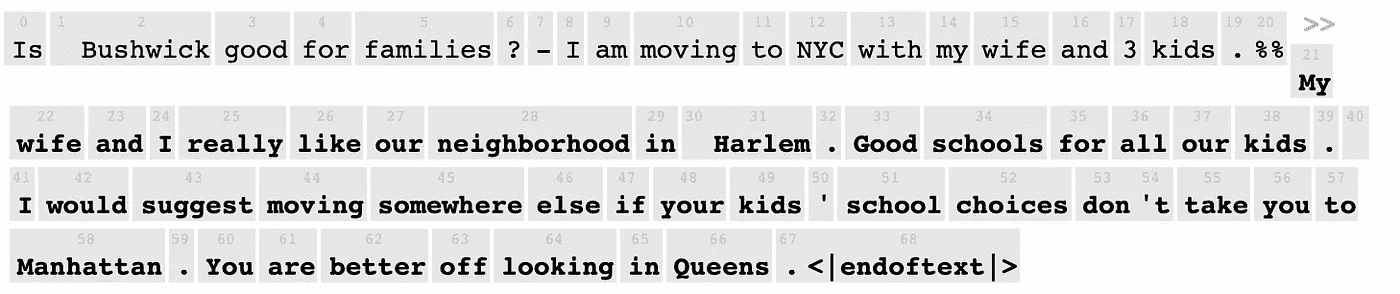 0 1 2 3 4 5 6 7 8 9 10 11 12 13 14 15 16 17 18 19 20 >>
Is Bushwick good for families ? - I am moving to NYC with my wife and 3 kids . %%
21
My
22 23 24 25 26 27 28 29 30 31 32 33 34 35 36 37 38 39 40
wife and I really like our neighborhood in Harlem . Good schools for all our kids .
41 42 43 44 45 46 47 48 49 50 51 52 53 54 55 56 57
I would suggest moving somewhere else if your kids ' school choices don 't take you to
58 59 60 61 62 63 64 65 66 67 68
Manhattan . You are better off looking in Queens . <|endoftext|>